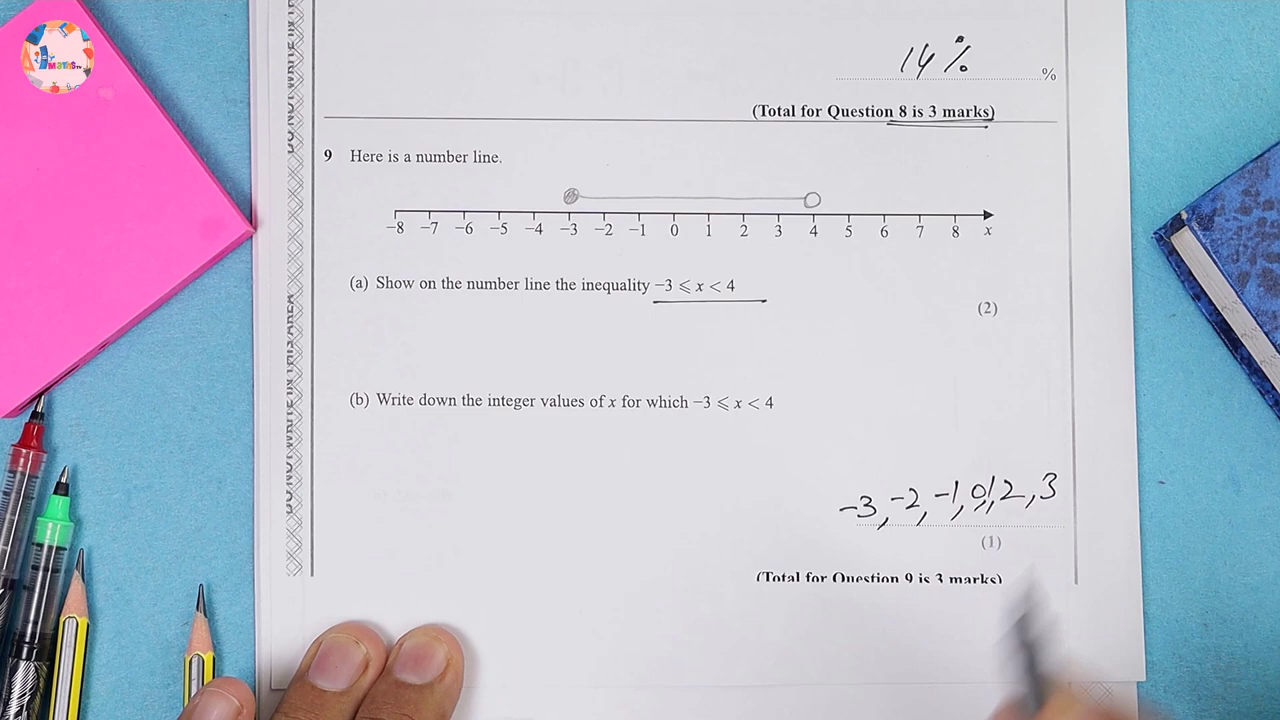 MATHS TV
14%
%
(Total for Question 8 is 3 marks)
9 Here is a number line.
−8 −7 −6 −5 −4 −3 −2 −1 0 1 2 3 4 5 6 7 8 x
(a) Show on the number line the inequality −3 ⩽ x < 4
(2)
(b) Write down the integer values of x for which −3 ⩽ x < 4
-3, -2, -1, 0, 1, 2, 3
(1)
(Total for Question 9 is 3 marks)